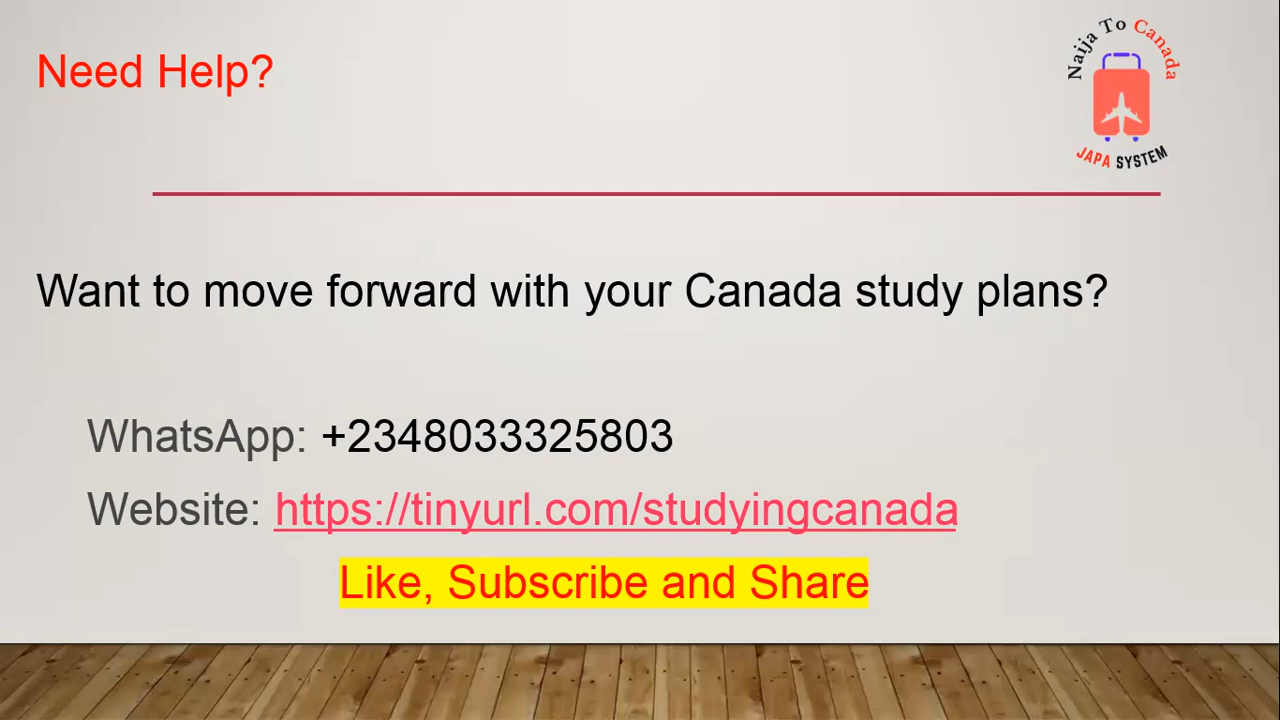 Need Help?
Naija To Canada
JAPA SYSTEM
Want to move forward with your Canada study plans?
WhatsApp: +2348033325803
Website: https://tinyurl.com/studyingcanada
Like, Subscribe and Share